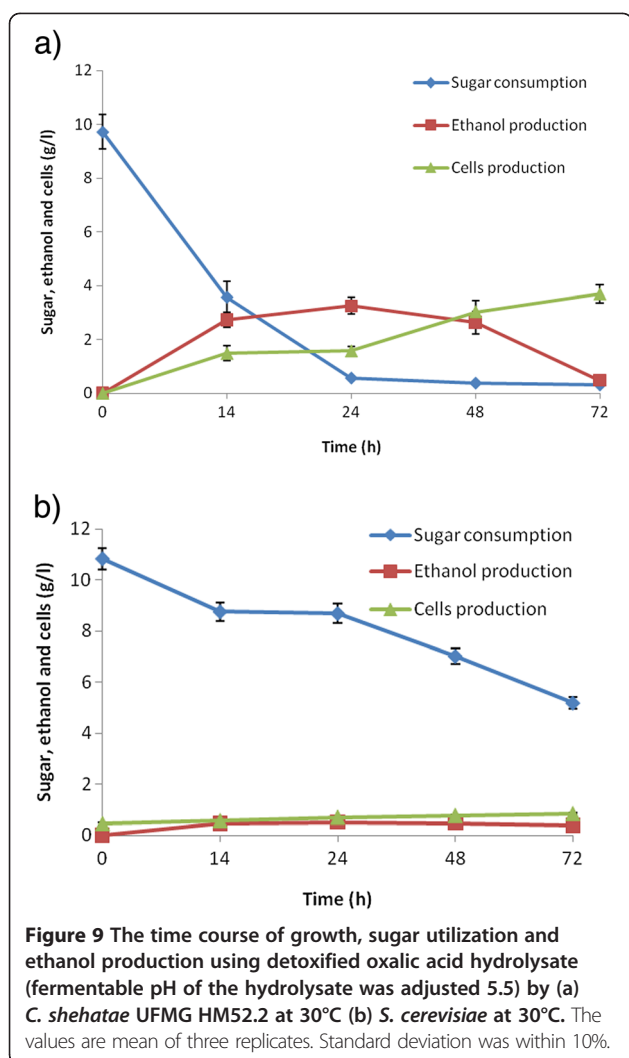 a)
12
10
8
6
4
2
0
Sugar, ethanol and cells (g/l)
Sugar consumption
Ethanol production
Cells production
0 14 24 48 72
Time (h)
b)
12
10
8
6
4
2
0
Sugar, ethanol and cells (g/l)
Sugar consumption
Ethanol production
Cells production
0 14 24 48 72
Time (h)
Figure 9 The time course of growth, sugar utilization and
ethanol production using detoxified oxalic acid hydrolysate
(fermentable pH of the hydrolysate was adjusted 5.5) by (a)
C. shehatae UFMG HM52.2 at 30°C (b) S. cerevisiae at 30°C. The
values are mean of three replicates. Standard deviation was within 10%.